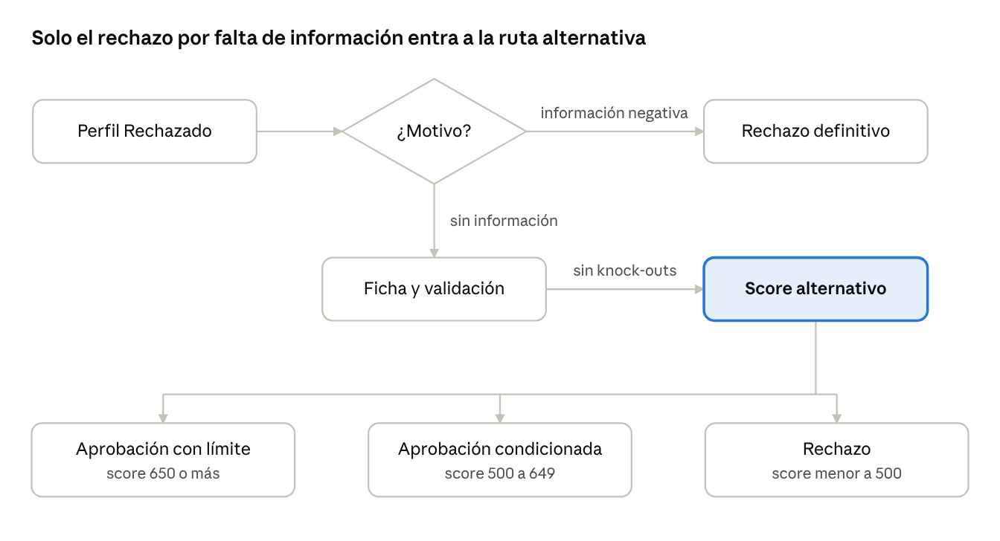 Solo el rechazo por falta de información entra a la ruta alternativa
Perfil Rechazado
¿Motivo?
información negativa
Rechazo definitivo
sin información
Ficha y validación
sin knock-outs
Score alternativo
Aprobación con límite
score 650 o más
Aprobación condicionada
score 500 a 649
Rechazo
score menor a 500